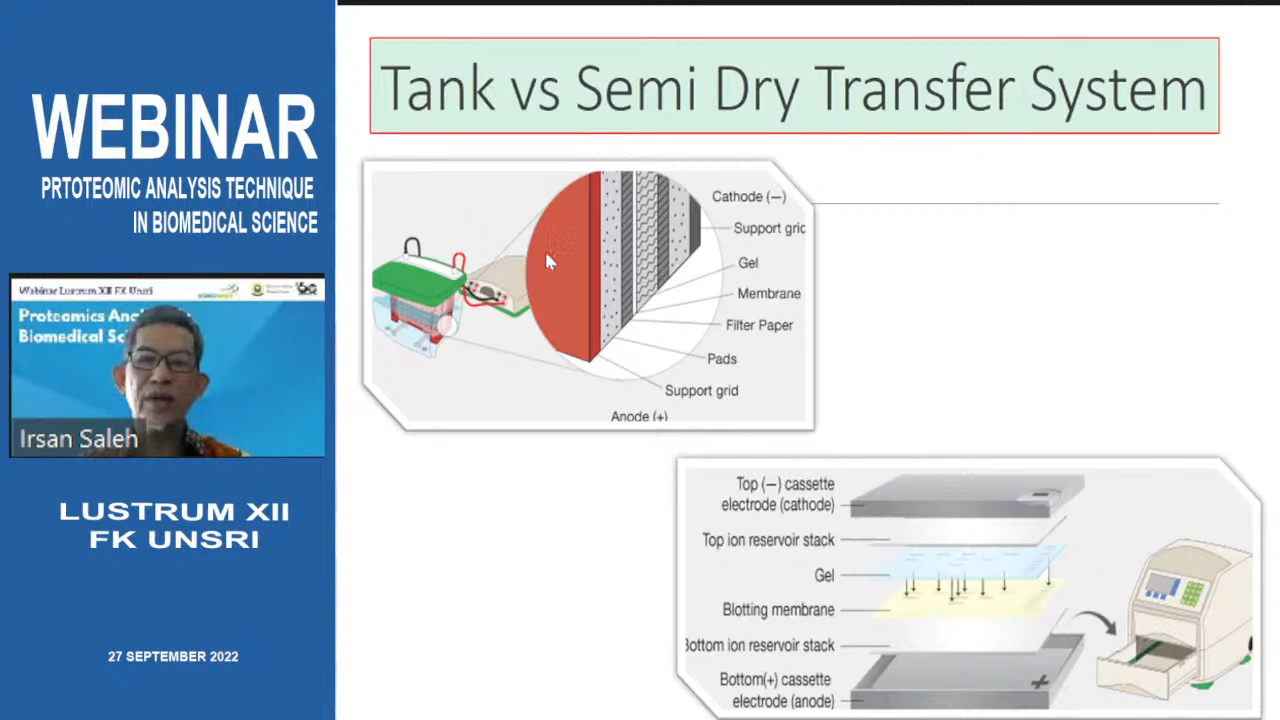 WEBINAR
PRTOTEOMIC ANALYSIS TECHNIQUE
IN BIOMEDICAL SCIENCE
Webinar Lustrum XII FK Unsri
Proteomics Ana
Biomedical Sc
Irsan Saleh
LUSTRUM XII
FK UNSRI
27 SEPTEMBER 2022
Tank vs Semi Dry Transfer System
Cathode (—)
Support grid
Gel
Membrane
Filter Paper
Pads
Support grid
Anode (+)
Top (—) cassette
electrode (cathode)
Top ion reservoir stack
Gel
Blotting membrane
Bottom ion reservoir stack
Bottom(+) cassette
electrode (anode)
+